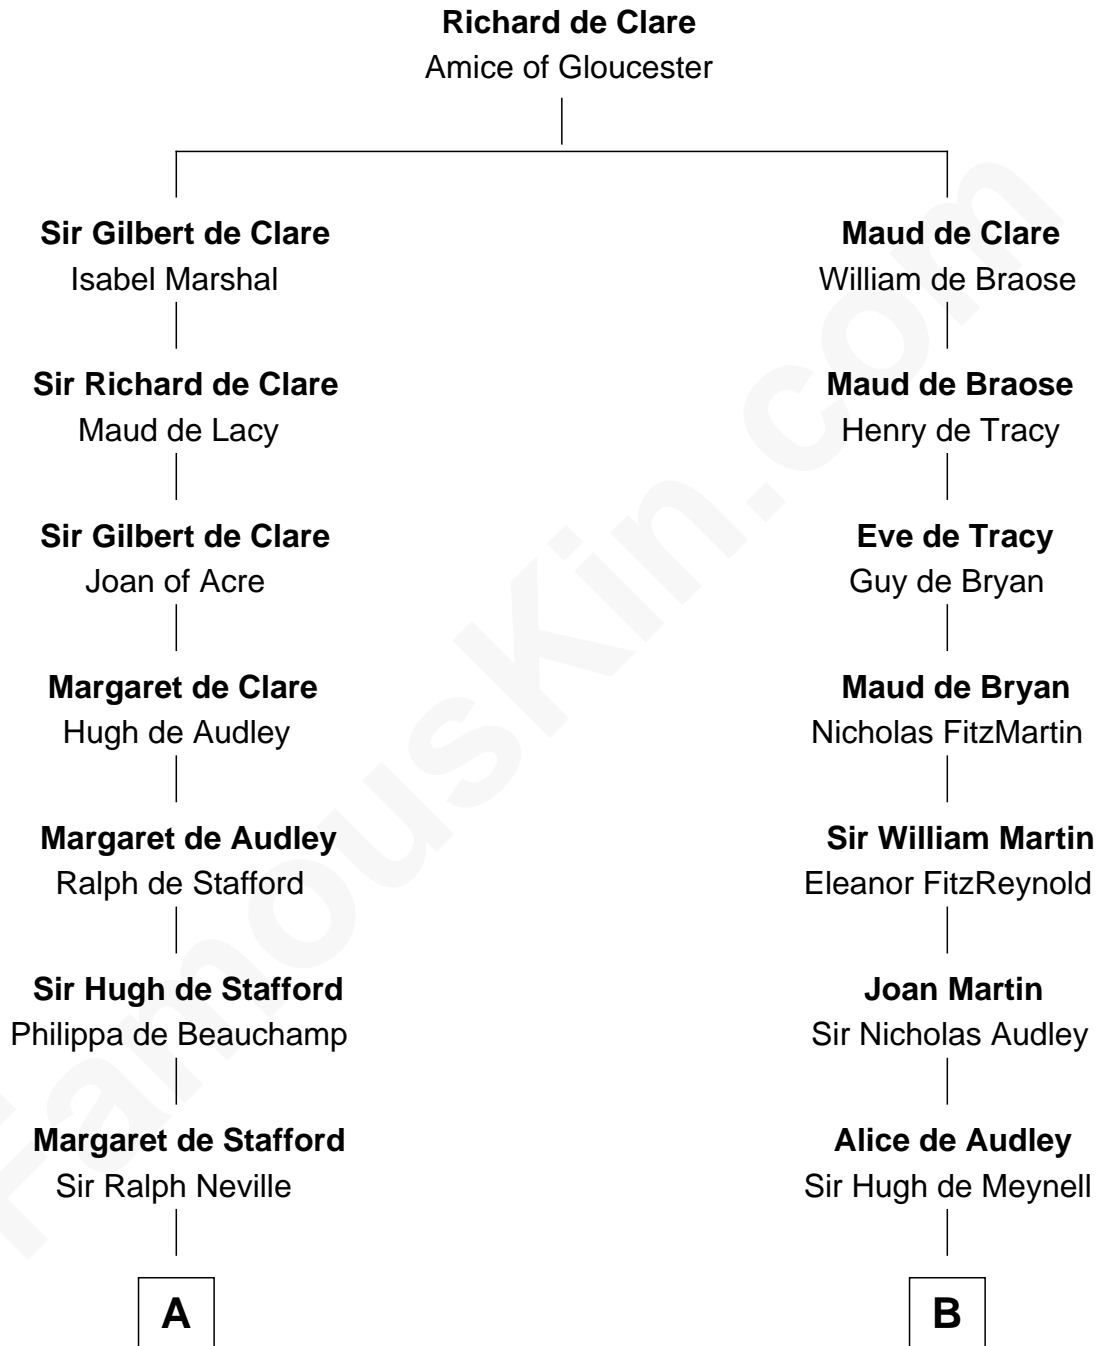 Richard de Clare
Amice of Gloucester
Sir Gilbert de Clare
Isabel Marshal
Sir Richard de Clare
Maud de Lacy
Sir Gilbert de Clare
Joan of Acre
Margaret de Clare
Hugh de Audley
Margaret de Audley
Ralph de Stafford
Sir Hugh de Stafford
Philippa de Beauchamp
Margaret de Stafford
Sir Ralph Neville
A
Maud de Clare
William de Braose
Maud de Braose
Henry de Tracy
Eve de Tracy
Guy de Bryan
Maud de Bryan
Nicholas FitzMartin
Sir William Martin
Eleanor FitzReynold
Joan Martin
Sir Nicholas Audley
Alice de Audley
Sir Hugh de Meynell
B
FamousKin.com